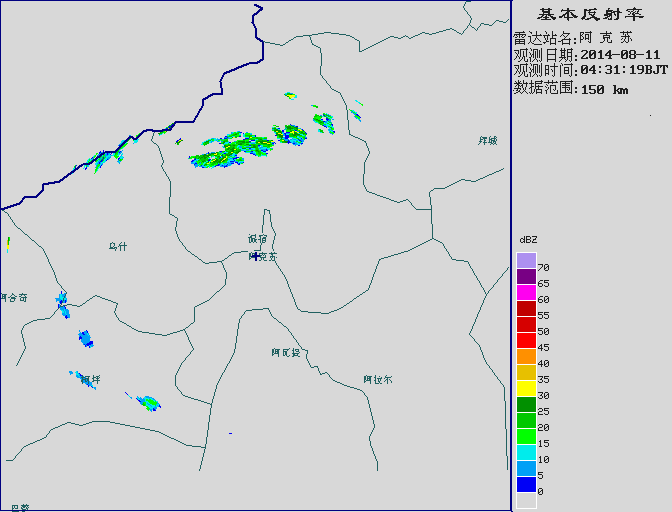 基本反射率
雷达站名:阿 克 苏
观测日期:2014-08-11
观测时间:04:31:19BJT
数据范围:150 km
拜城
温宿
阿克苏
乌什
阿合奇
阿瓦提
阿拉尔
柯坪
巴楚
dBZ
70
65
60
55
50
45
40
35
30
25
20
15
10
5
0